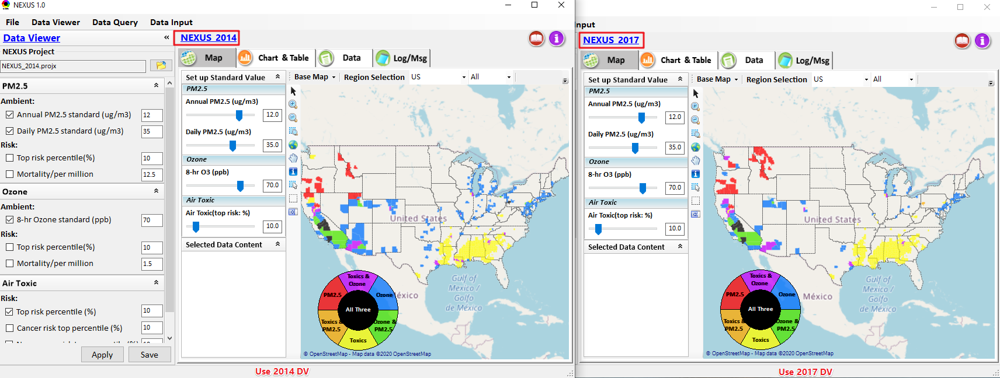 NEXUS 1.0
File Data Viewer Data Query Data Input
Data Viewer «
NEXUS Project
NEXUS_2014.projx
PM2.5
Ambient:
Annual PM2.5 standard (ug/m3) 12
Daily PM2.5 standard (ug/m3) 35
Risk:
Top risk percentile(%) 10
Mortality/per million 12.5
Ozone
Ambient:
8-hr Ozone standard (ppb) 70
Risk:
Top risk percentile(%) 10
Mortality/per million 1.5
Air Toxic
Risk:
Top risk percentile (%) 10
Cancer risk top percentile (%) 10
Apply Save
NEXUS_2014
Map Chart & Table Data Log/Msg
Set up Standard Value
Base Map Region Selection US All
PM2.5
Annual PM2.5 (ug/m3)
12.0
Daily PM2.5 (ug/m3)
35.0
Ozone
8-hr O3 (ppb)
70.0
Air Toxic
Air Toxic(top risk: %)
10.0
Selected Data Content
United States
Gulf of
Mexico /
Golfo
de México
México
Toxics &
Ozone
PM2.5
Ozone
All Three
Toxics &
PM2.5
Ozone &
PM2.5
Toxics
© OpenStreetMap - Map data ©2020 OpenStreetMap
Use 2014 DV
Input
NEXUS_2017
Map Chart & Table Data Log/Msg
Set up Standard Value
Base Map Region Selection US All
PM2.5
Annual PM2.5 (ug/m3)
12.0
Daily PM2.5 (ug/m3)
35.0
Ozone
8-hr O3 (ppb)
70.0
Air Toxic
Air Toxic(top risk: %)
10.0
Selected Data Content
United States
Gulf of
Mexico /
Golfo
de México
México
Toxics &
Ozone
PM2.5
Ozone
All Three
Toxics &
PM2.5
Ozone &
PM2.5
Toxics
© OpenStreetMap - Map data ©2020 OpenStreetMap
Use 2017 DV